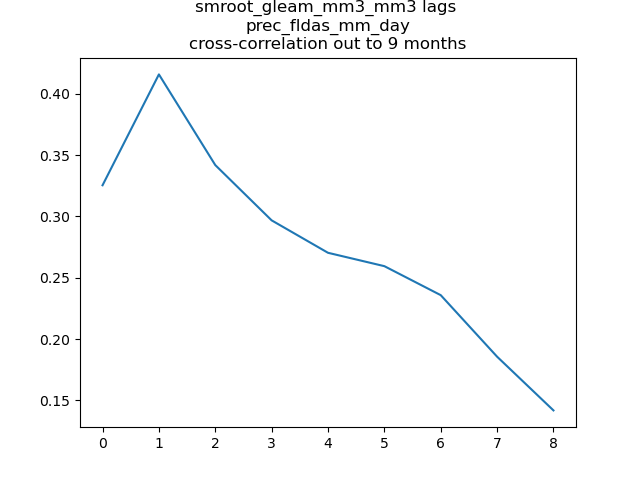 smroot_gleam_mm3_mm3 lags
prec_fldas_mm_day
cross-correlation out to 9 months
0.40
0.35
0.30
0.25
0.20
0.15
0 1 2 3 4 5 6 7 8